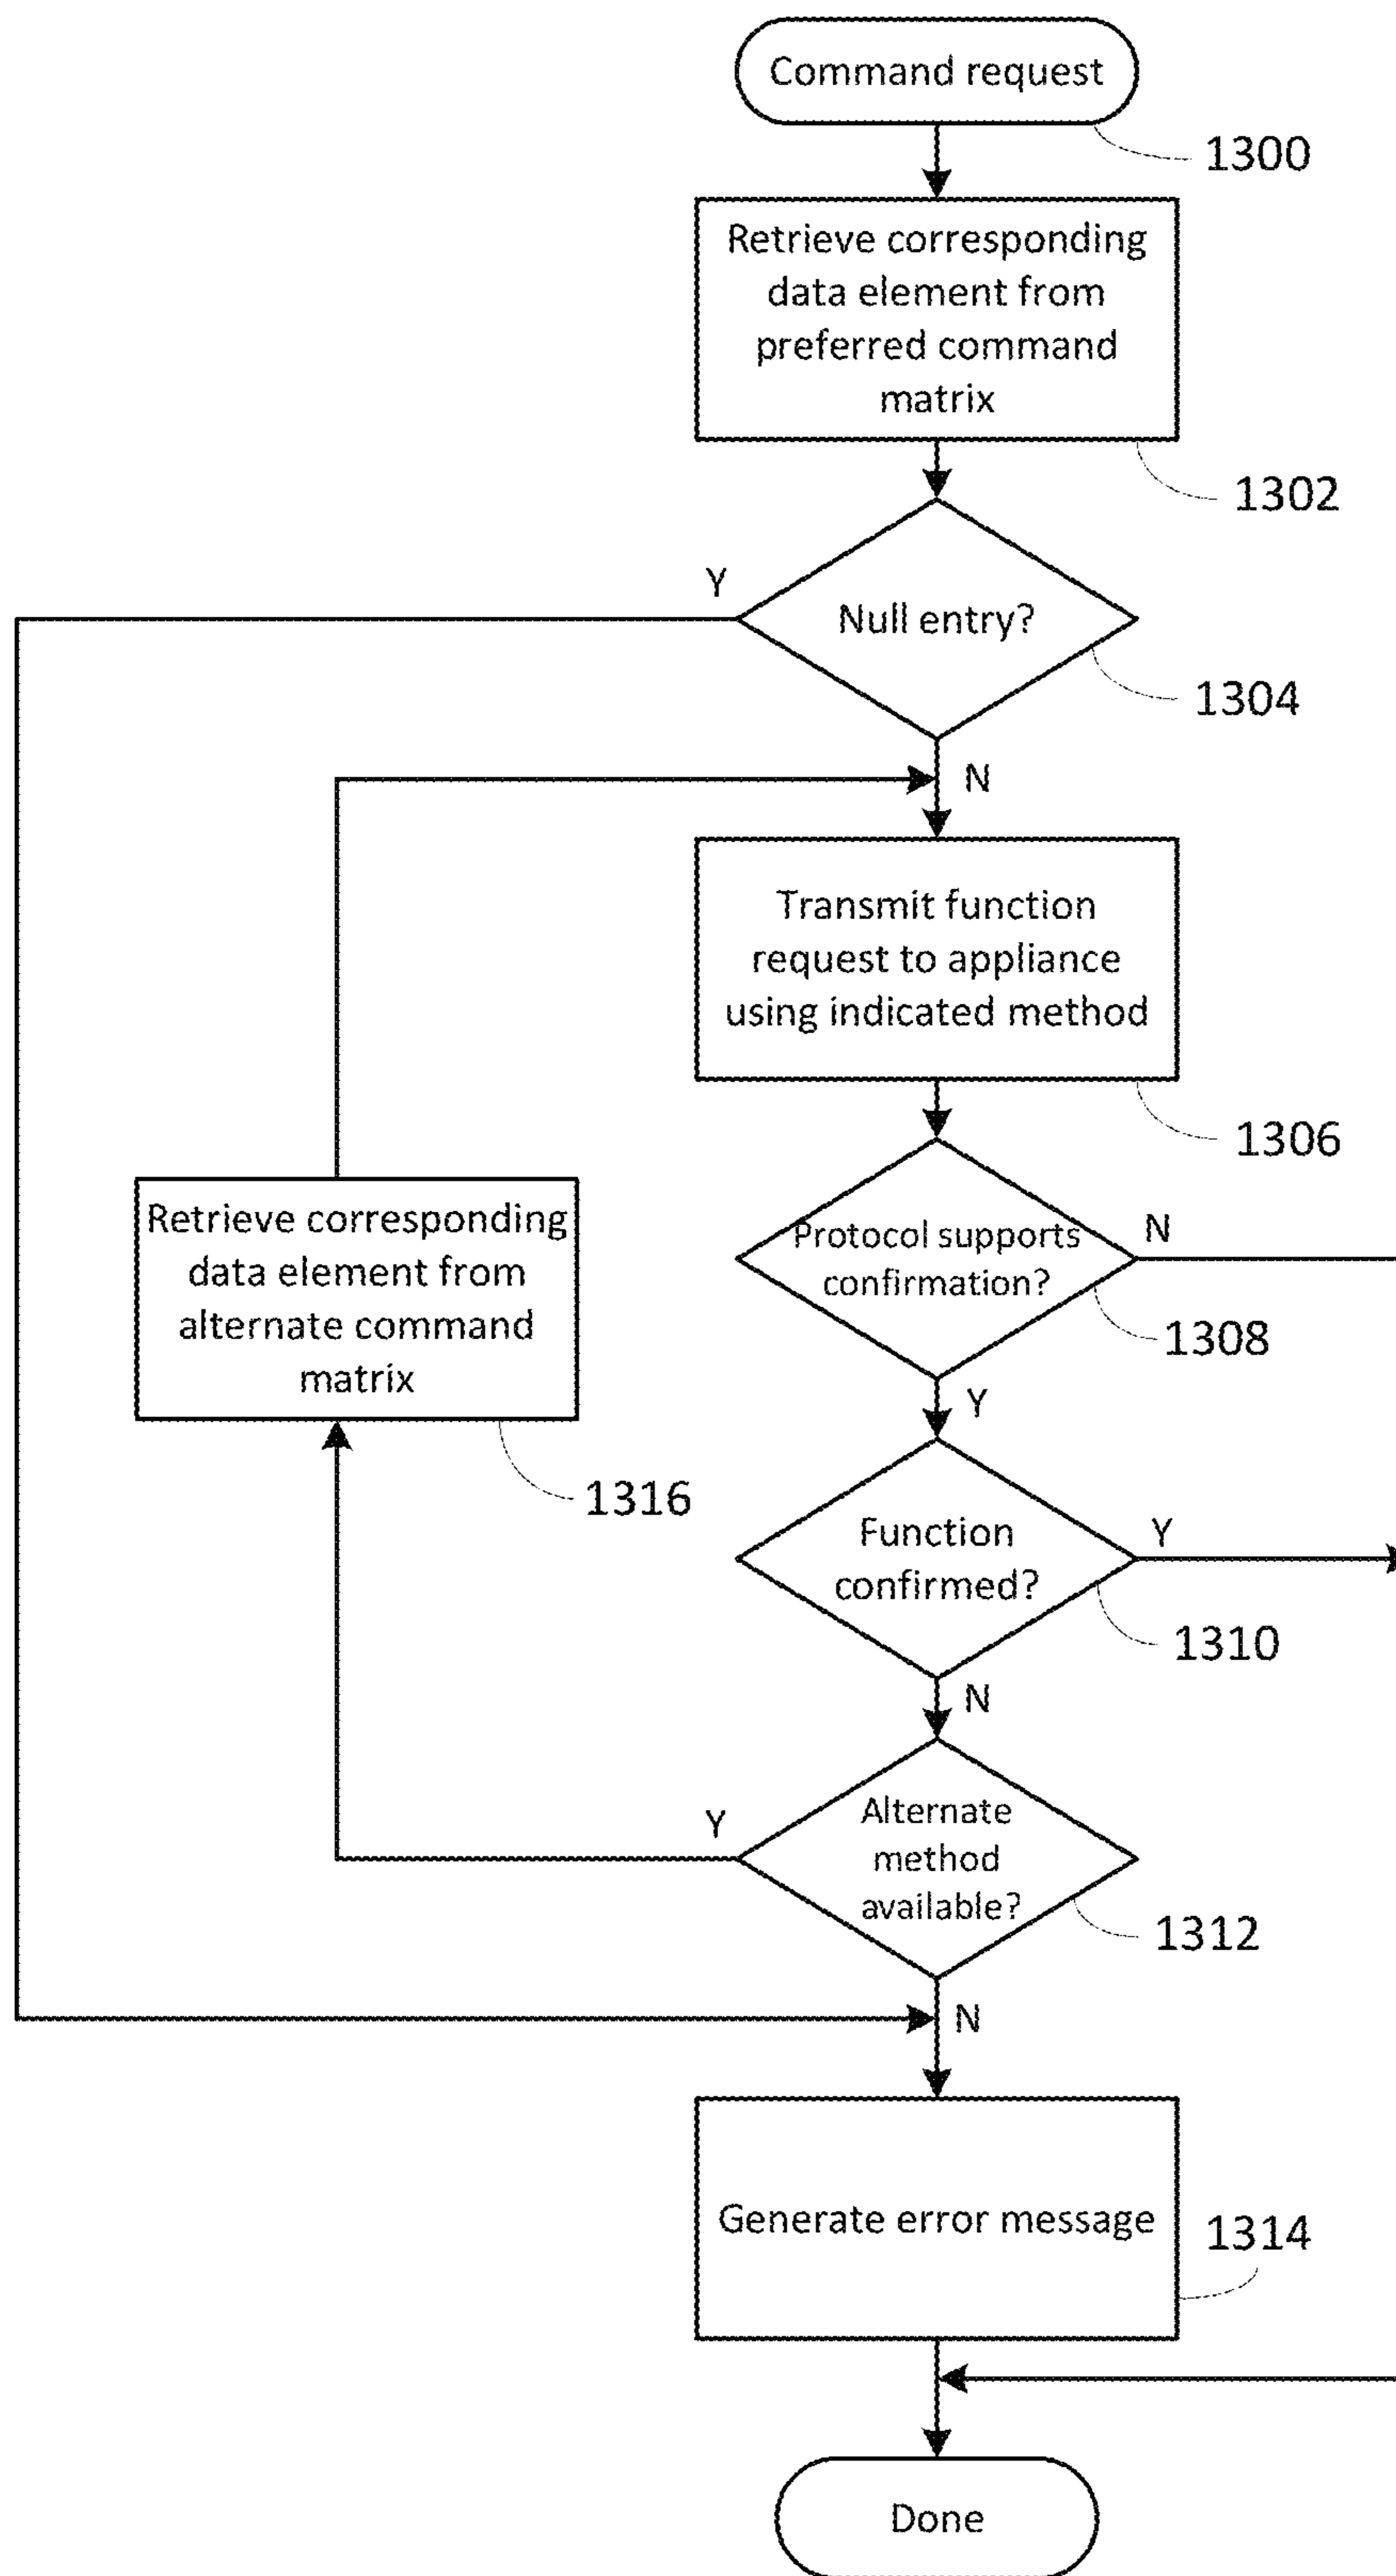 Command request
1300
Retrieve corresponding
data element from
preferred command
matrix
1302
Y
Null entry?
1304
N
Transmit function
request to appliance
using indicated method
1306
Retrieve corresponding
data element from
alternate command
matrix
1316
Protocol supports
confirmation?
N
1308
Y
Function
confirmed?
Y
1310
N
Alternate
method
available?
Y
1312
N
Generate error message
1314
Done